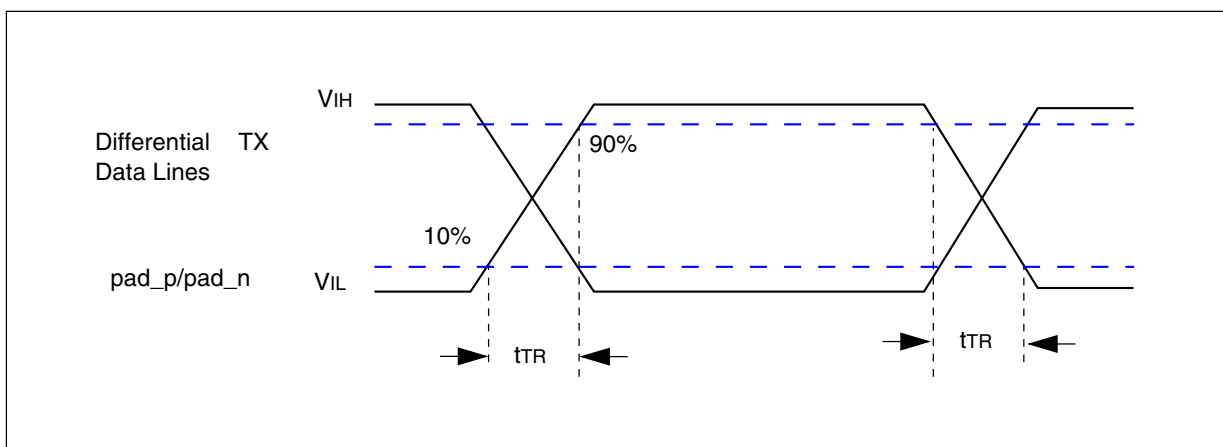 VIH
Differential TX
Data Lines
90%
10%
pad_p/pad_n
VIL
tTR
tTR